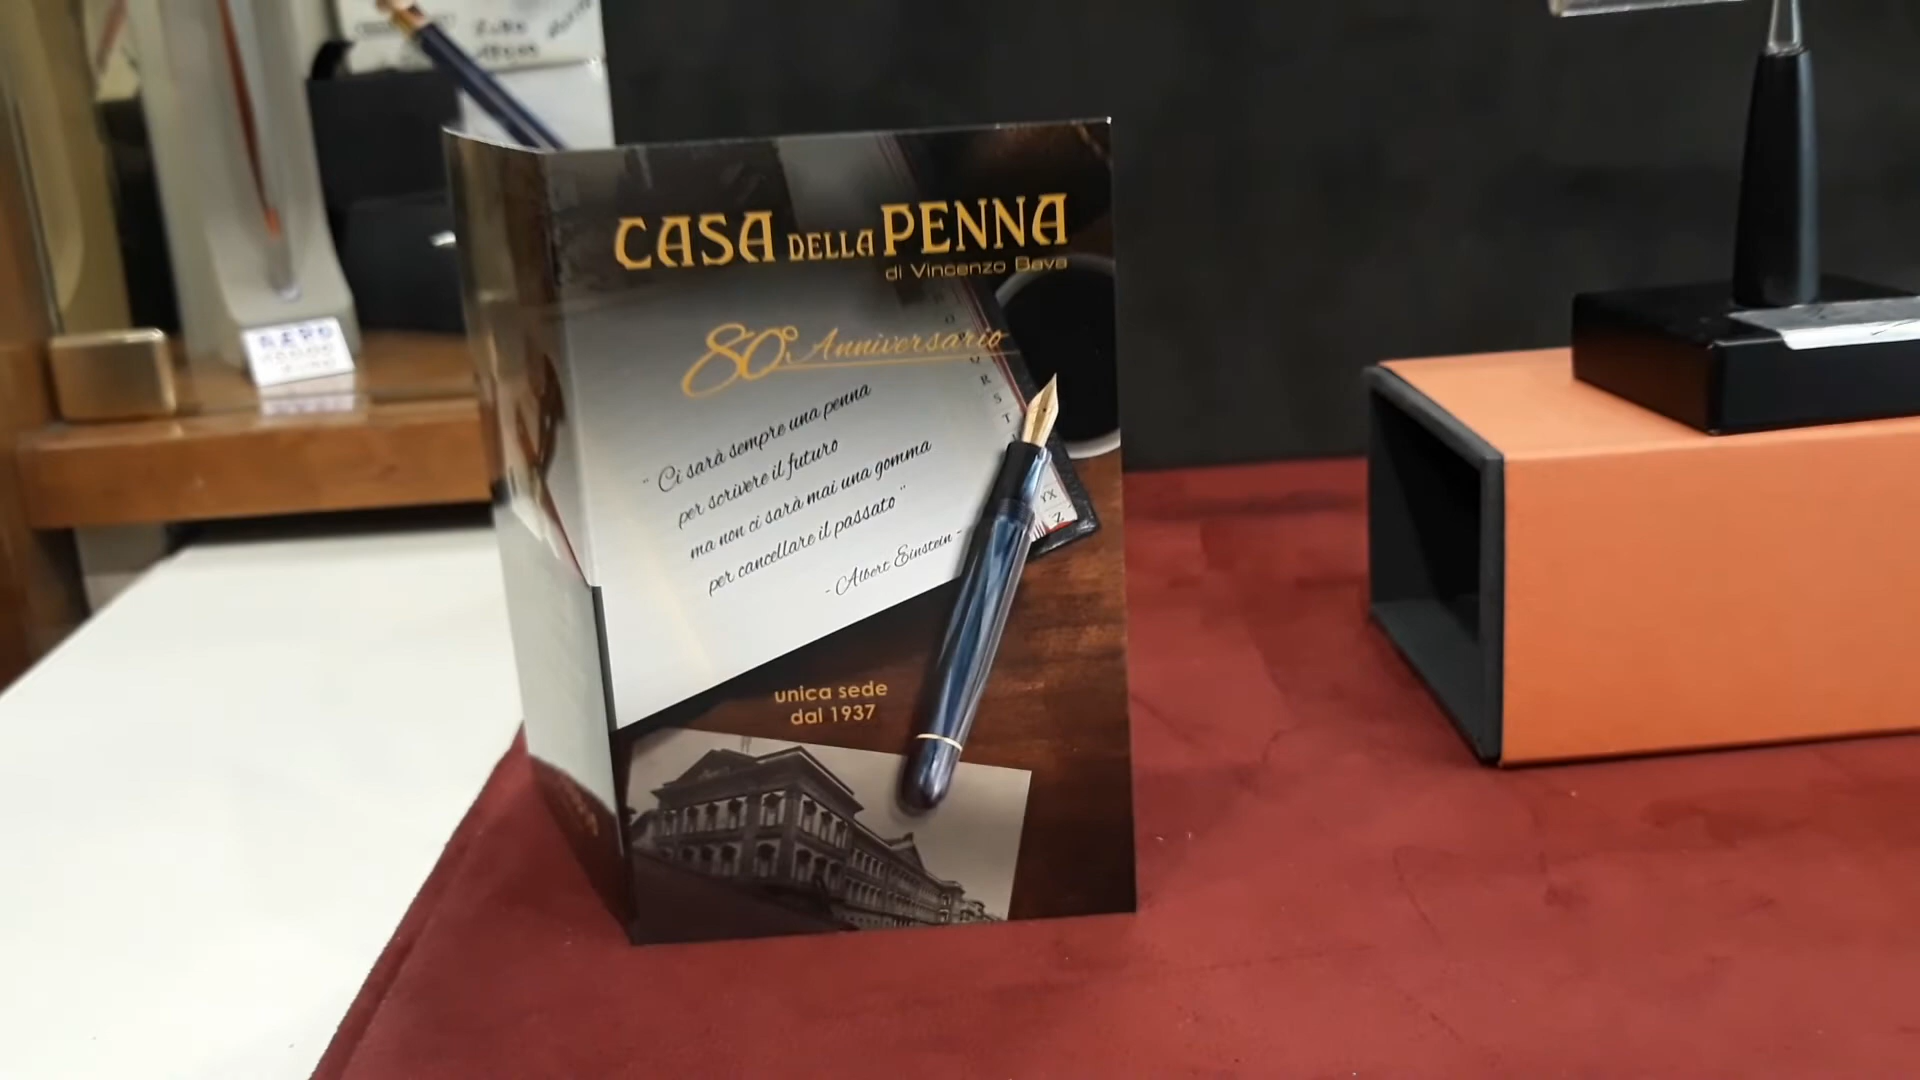 CASA DELLA PENNA
di Vincenzo Bava
80° Anniversario
" Ci sarà sempre una penna
per scrivere il futuro
ma non ci sarà mai una gomma
per cancellare il passato "
- Albert Einstein -
R
S
T
YX
Z
unica sede
dal 1937